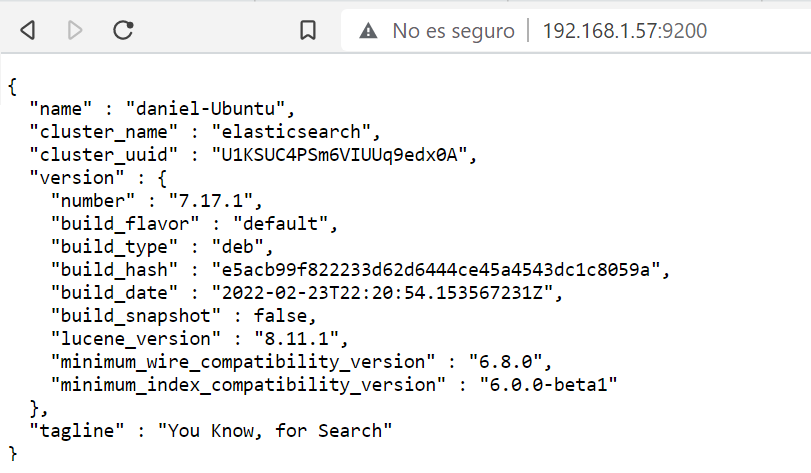 No es seguro | 192.168.1.57:9200
{
  "name" : "daniel-Ubuntu",
  "cluster_name" : "elasticsearch",
  "cluster_uuid" : "U1KSUC4PSm6VIUUq9edx0A",
  "version" : {
    "number" : "7.17.1",
    "build_flavor" : "default",
    "build_type" : "deb",
    "build_hash" : "e5acb99f822233d62d6444ce45a4543dc1c8059a",
    "build_date" : "2022-02-23T22:20:54.153567231Z",
    "build_snapshot" : false,
    "lucene_version" : "8.11.1",
    "minimum_wire_compatibility_version" : "6.8.0",
    "minimum_index_compatibility_version" : "6.0.0-beta1"
  },
  "tagline" : "You Know, for Search"
}